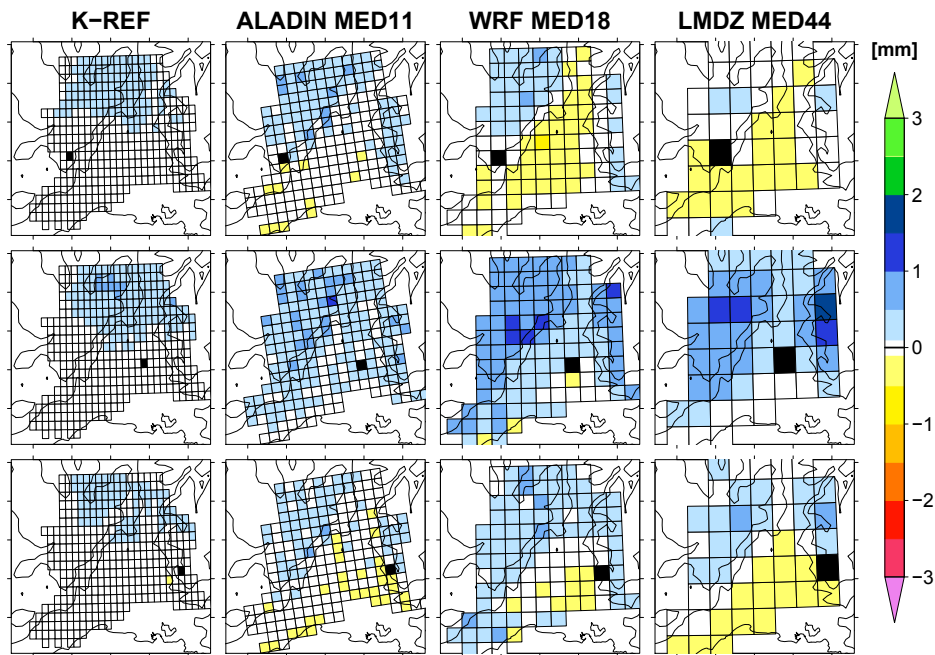 K−REF
ALADIN MED11
WRF MED18
LMDZ MED44
[mm]
3
2
1
0
−1
−2
−3